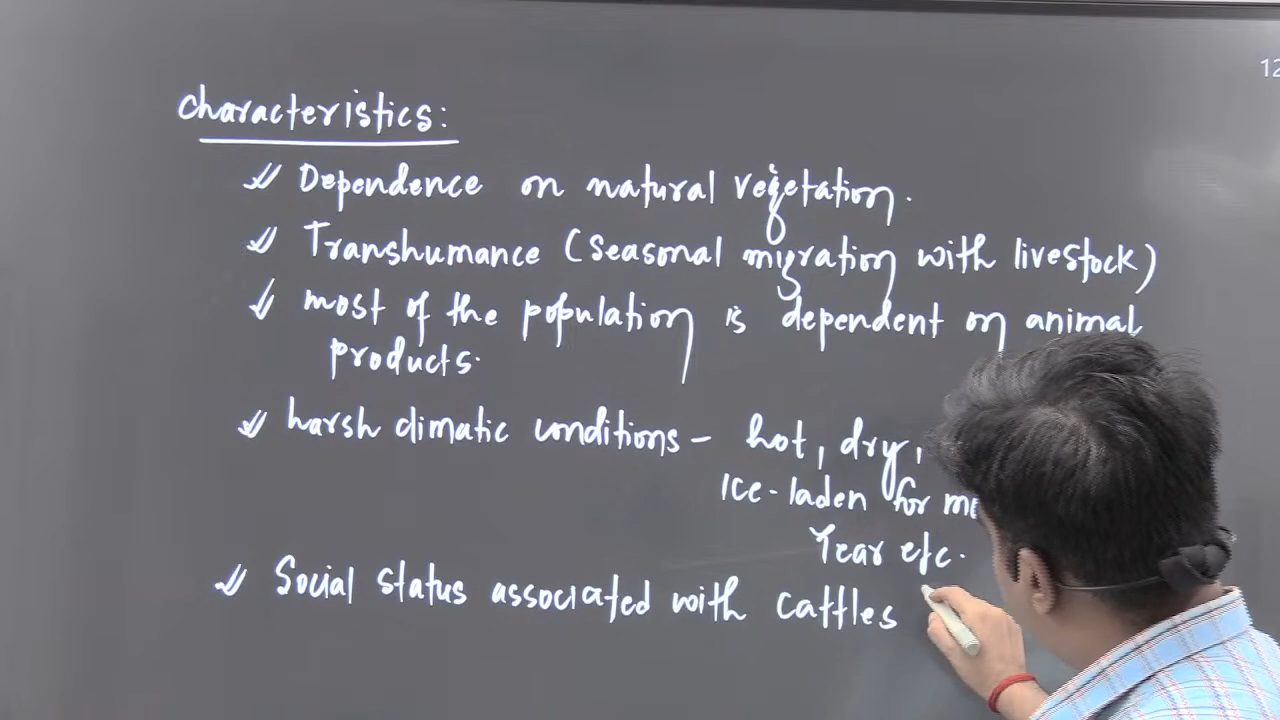 Characteristics:
Dependence on natural vegetation.
Transhumance (seasonal migration with livestock)
most of the population is dependent on animal
products.
harsh climatic conditions – hot, dry,
Ice-laden for
Year etc.
Social status associated with cattles
12